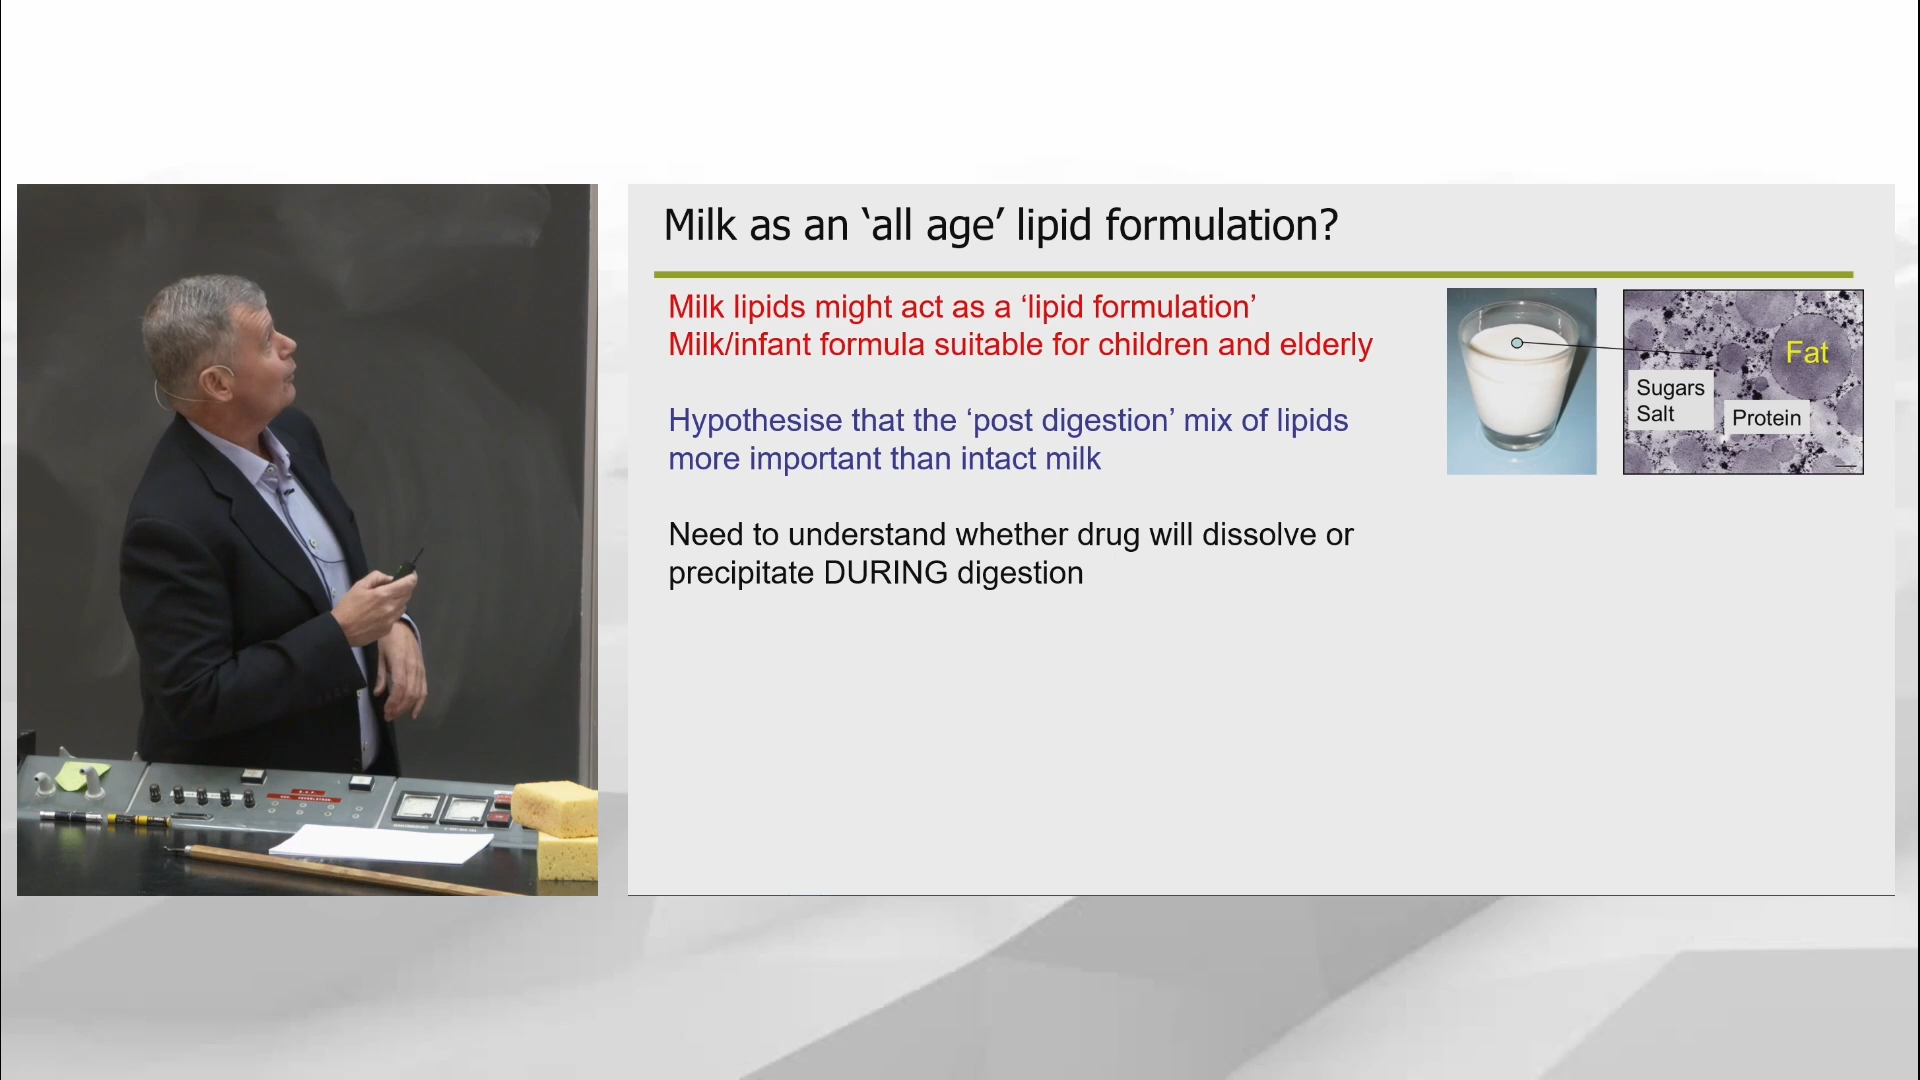 Milk as an ‘all age’ lipid formulation?
Milk lipids might act as a ‘lipid formulation’
Milk/infant formula suitable for children and elderly
Hypothesise that the ‘post digestion’ mix of lipids
more important than intact milk
Need to understand whether drug will dissolve or
precipitate DURING digestion
Fat
Sugars
Salt
Protein